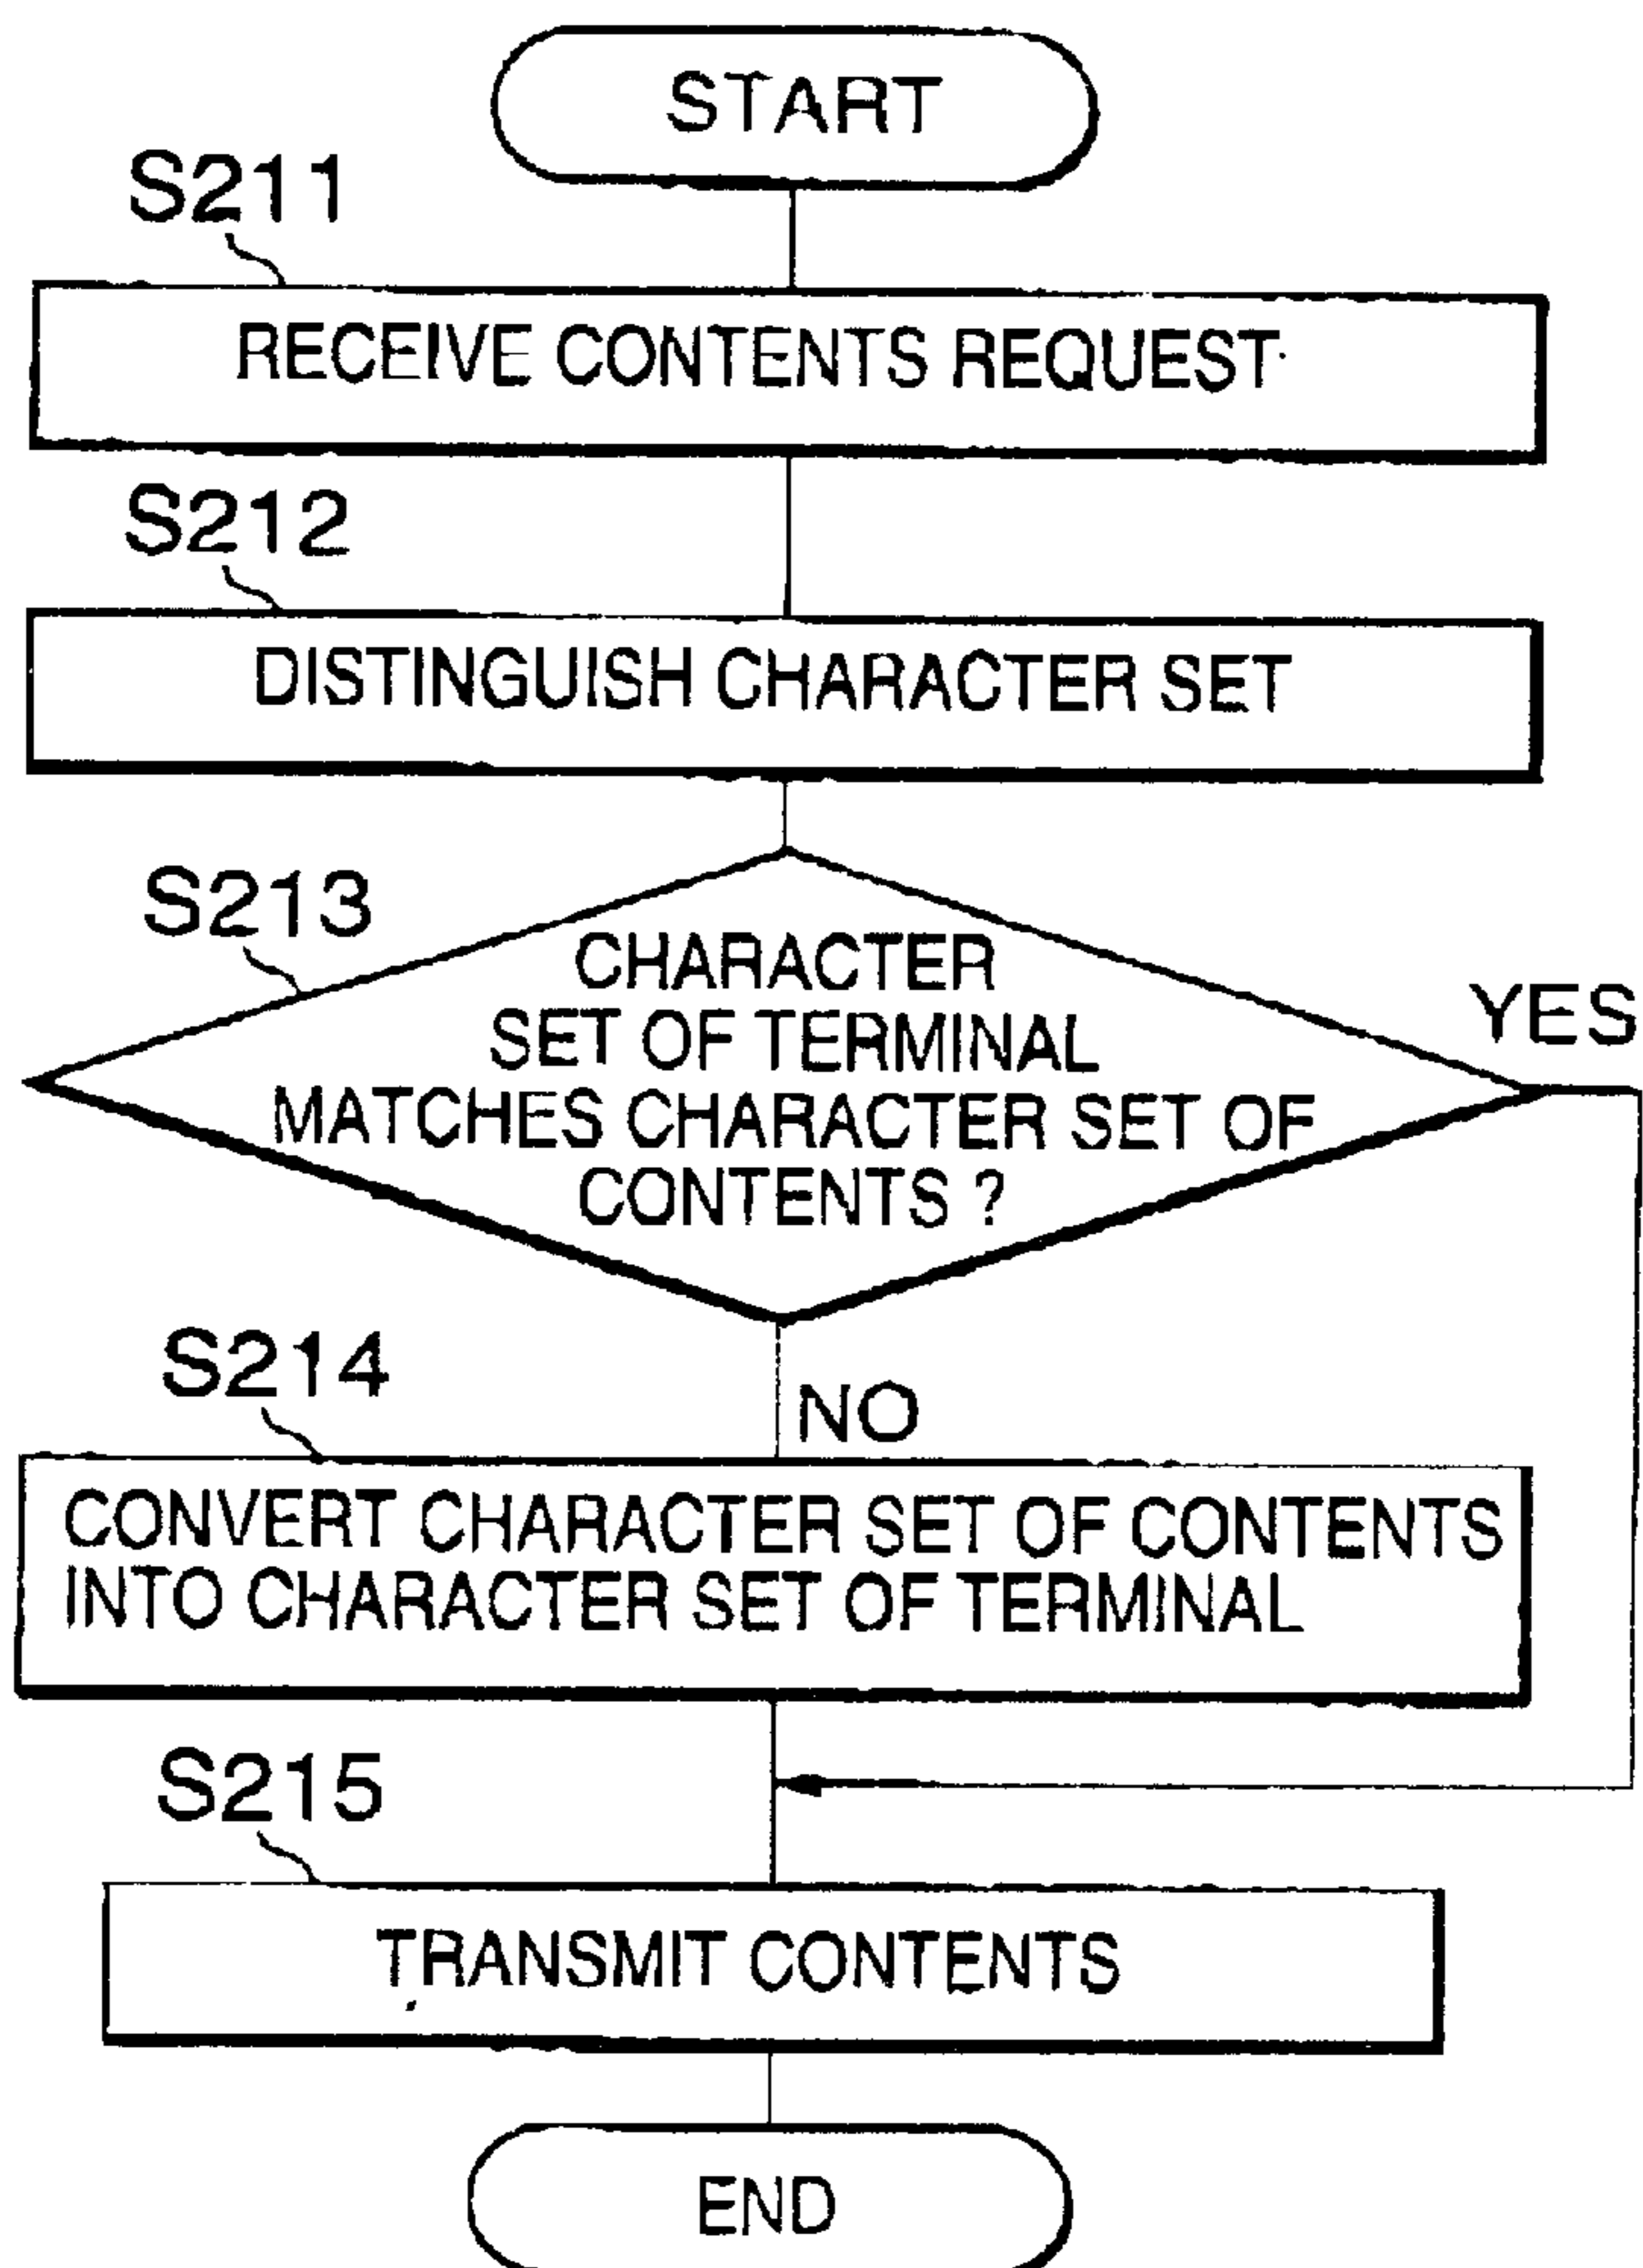 START
S211
RECEIVE CONTENTS REQUEST
S212
DISTINGUISH CHARACTER SET
S213
CHARACTER
SET OF TERMINAL
MATCHES CHARACTER SET OF
CONTENTS ?
YES
NO
S214
CONVERT CHARACTER SET OF CONTENTS
INTO CHARACTER SET OF TERMINAL
S215
TRANSMIT CONTENTS
END